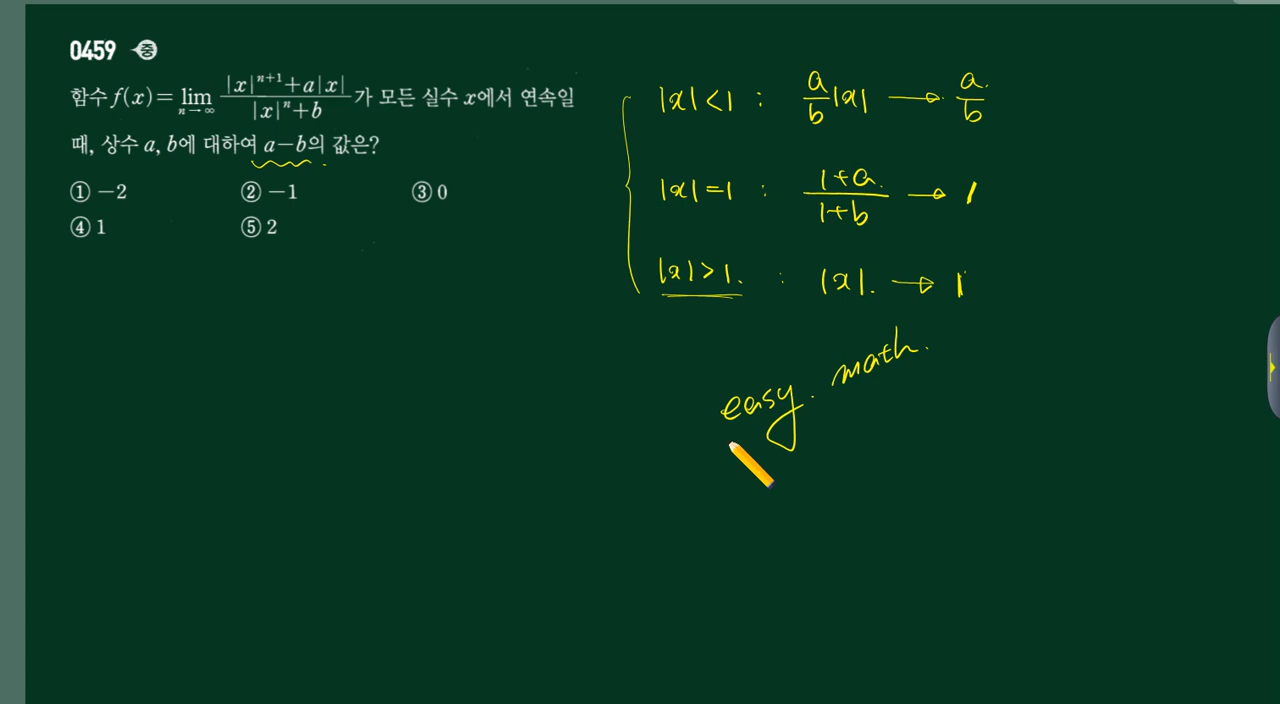 0459 중
함수 f(x)=lim_{n→∞} (|x|^{n+1}+a|x|)/(|x|^n+b)가 모든 실수 x에서 연속일
때, 상수 a, b에 대하여 a-b의 값은?
① -2 ② -1 ③ 0
④ 1 ⑤ 2
|x|<1 : a/b |x| → a/b
|x|=1 : (1+a)/(1+b) → 1
|x|>1. : |x|. → 1
easy. math.